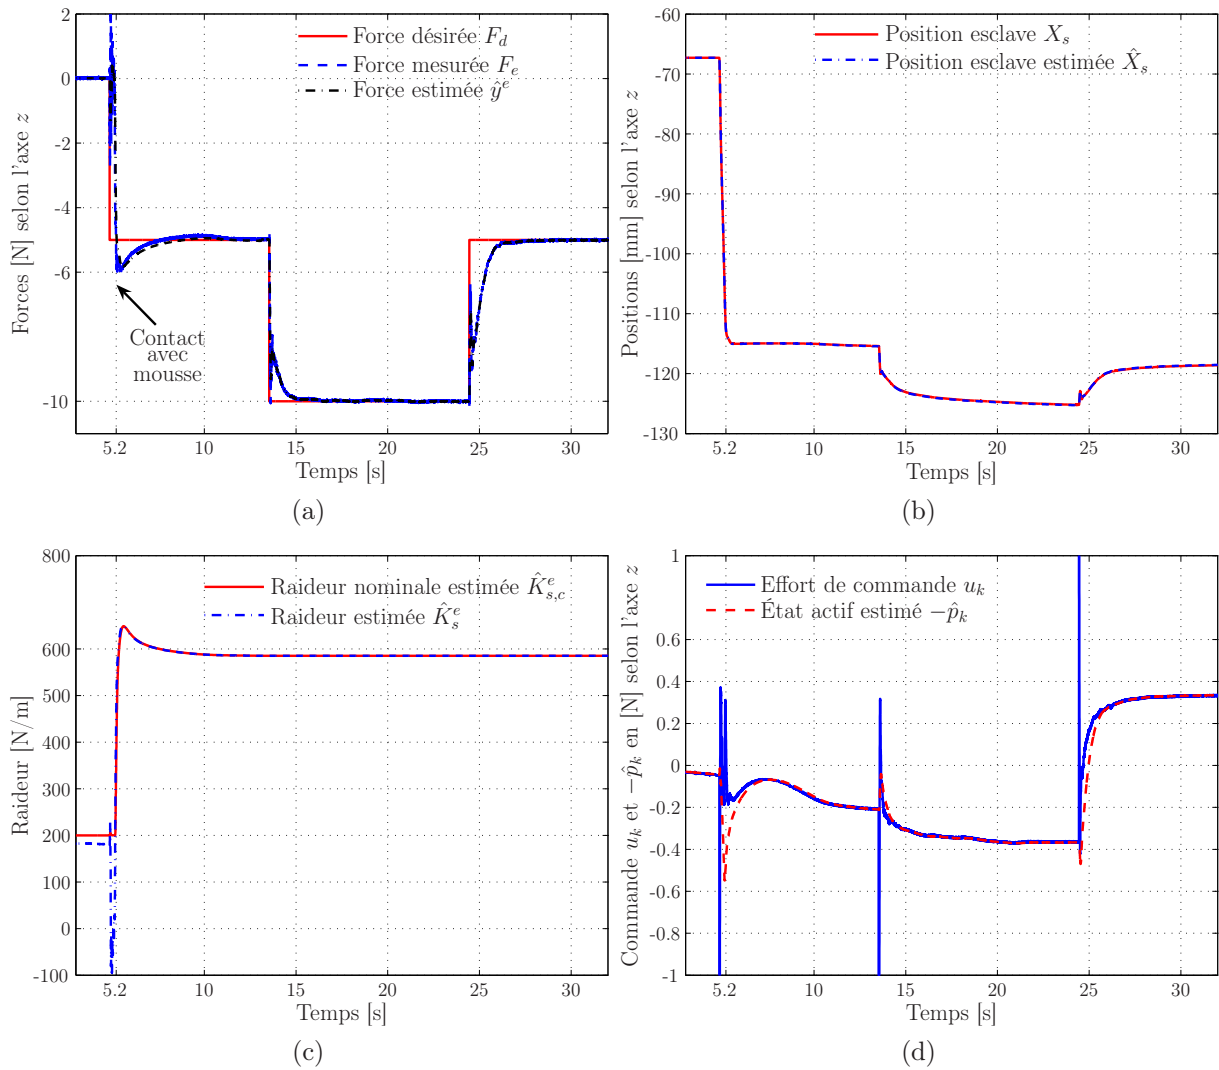 2
0
-2
-4
-6
-8
-10
Forces [N] selon l'axe z
Force désirée F_d
Force mesurée F_e
Force estimée ŷ^e
Contact
avec
mousse
5.2 10 15 20 25 30
Temps [s]
(a)
-60
-70
-80
-90
-100
-110
-120
-130
Positions [mm] selon l'axe z
Position esclave X_s
Position esclave estimée X̂_s
5.2 10 15 20 25 30
Temps [s]
(b)
800
700
600
500
400
300
200
100
0
-100
Raideur [N/m]
Raideur nominale estimée K̂^e_{s,c}
Raideur estimée K̂^e_s
5.2 10 15 20 25 30
Temps [s]
(c)
1
0.8
0.6
0.4
0.2
0
-0.2
-0.4
-0.6
-0.8
-1
Commande u_k et −p̂_k en [N] selon l'axe z
Effort de commande u_k
État actif estimé −p̂_k
5.2 10 15 20 25 30
Temps [s]
(d)